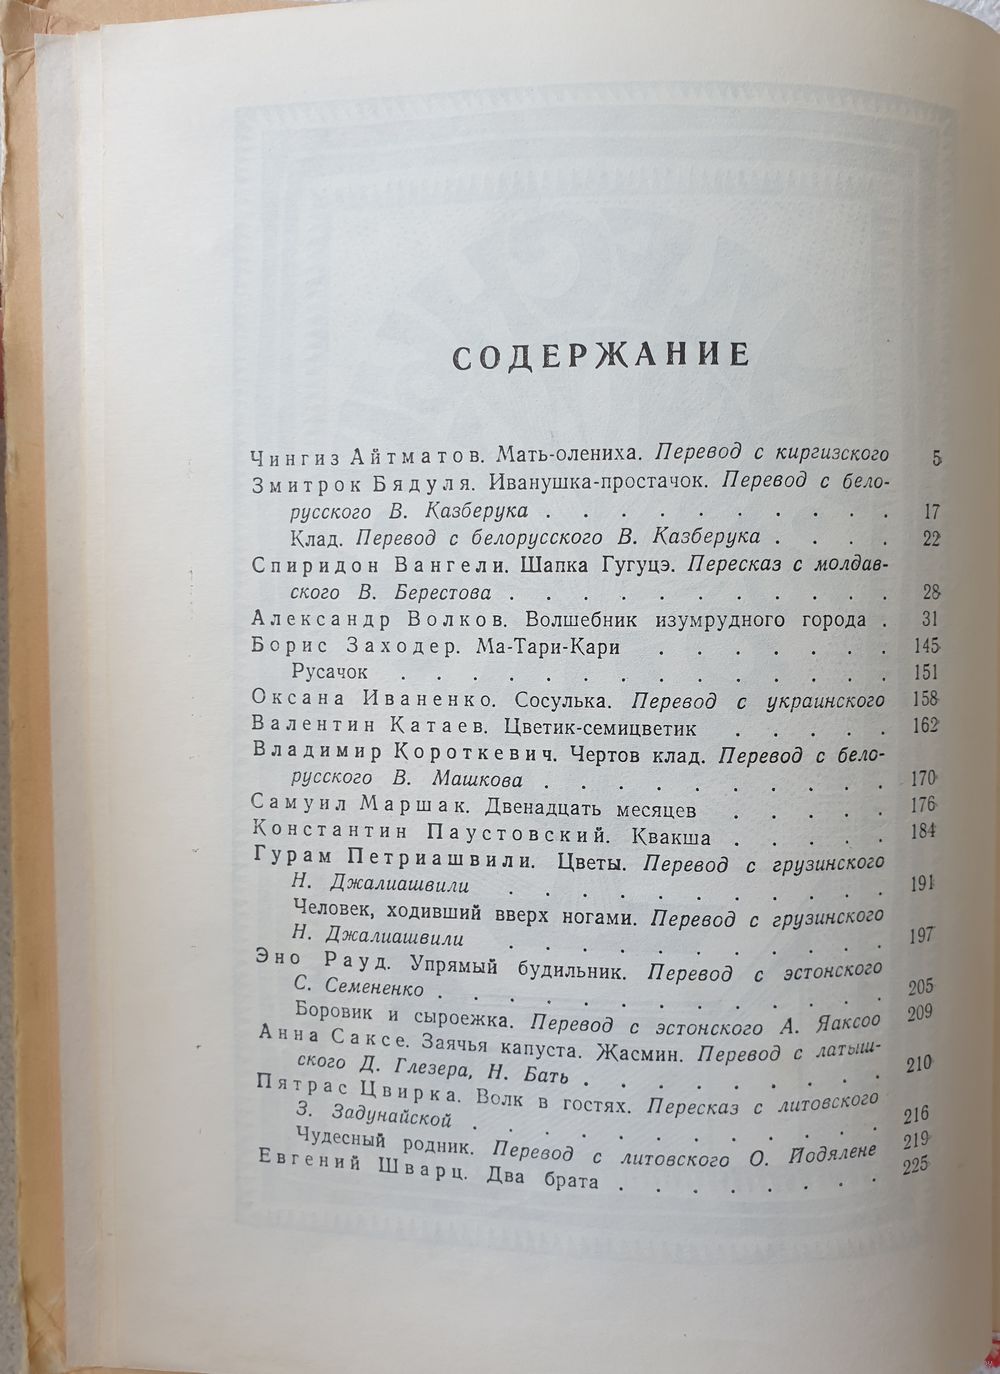 СОДЕРЖАНИЕ
Чингиз Айтматов. Мать-олениха. Перевод с киргизского 5
Змитрок Бядуля. Иванушка-простачок. Перевод с бело-
русского В. Казберука . . . . . . . . . . 17
Клад. Перевод с белорусского В. Казберука . . . . 22
Спиридон Вангели. Шапка Гугуцэ. Пересказ с молдав-
ского В. Берестова . . . . . . . . . . . 28
Александр Волков. Волшебник изумрудного города . 31
Борис Заходер. Ма-Тари-Кари . . . . . . . 145
Русачок . . . . . . . . . . . . . . 151
Оксана Иваненко. Сосулька. Перевод с украинского 158
Валентин Катаев. Цветик-семицветик . . . . . 162
Владимир Короткевич. Чертов клад. Перевод с бело-
русского В. Машкова . . . . . . . . . . 170
Самуил Маршак. Двенадцать месяцев . . . . . 176
Константин Паустовский. Квакша . . . . . 184
Гурам Петриашвили. Цветы. Перевод с грузинского
Н. Джалиашвили . . . . . . . . . . . 191
Человек, ходивший вверх ногами. Перевод с грузинского
Н. Джалиашвили . . . . . . . . . . . 197
Эно Рауд. Упрямый будильник. Перевод с эстонского
С. Семененко . . . . . . . . . . . . . 205
Боровик и сыроежка. Перевод с эстонского А. Яаксоо 209
Анна Саксе. Заячья капуста. Жасмин. Перевод с латыш-
ского Д. Глезера, Н. Бать . . . . . . . . . 210
Пятрас Цвирка. Волк в гостях. Пересказ с литовского
З. Задунайской . . . . . . . . . . . . 216
Чудесный родник. Перевод с литовского О. Йодялене 219
Евгений Шварц. Два брата . . . . . . . . . 225